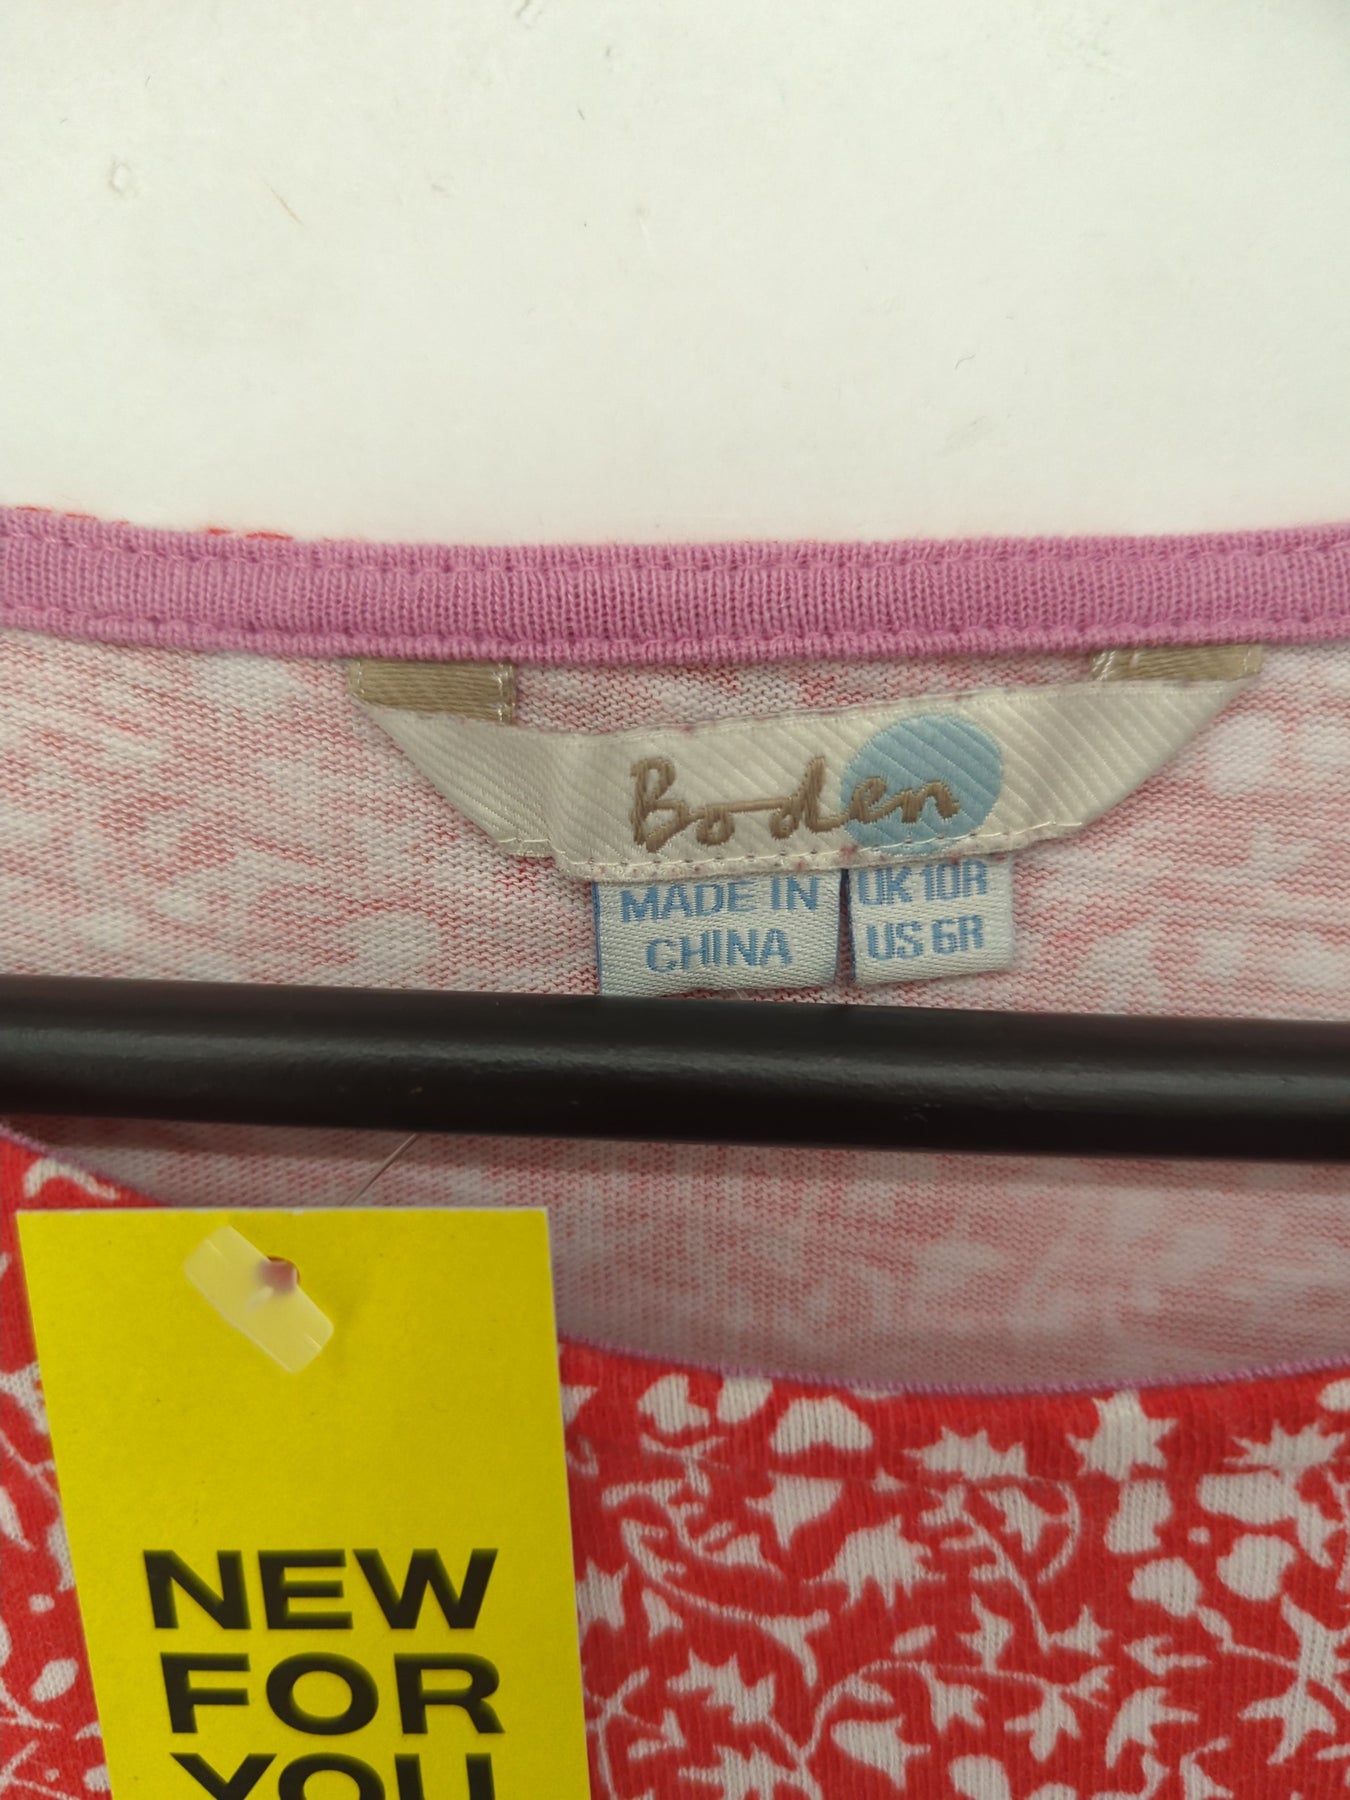 Boden
MADE IN
CHINA
UK 10R
US 6R
NEW
FOR
YOU